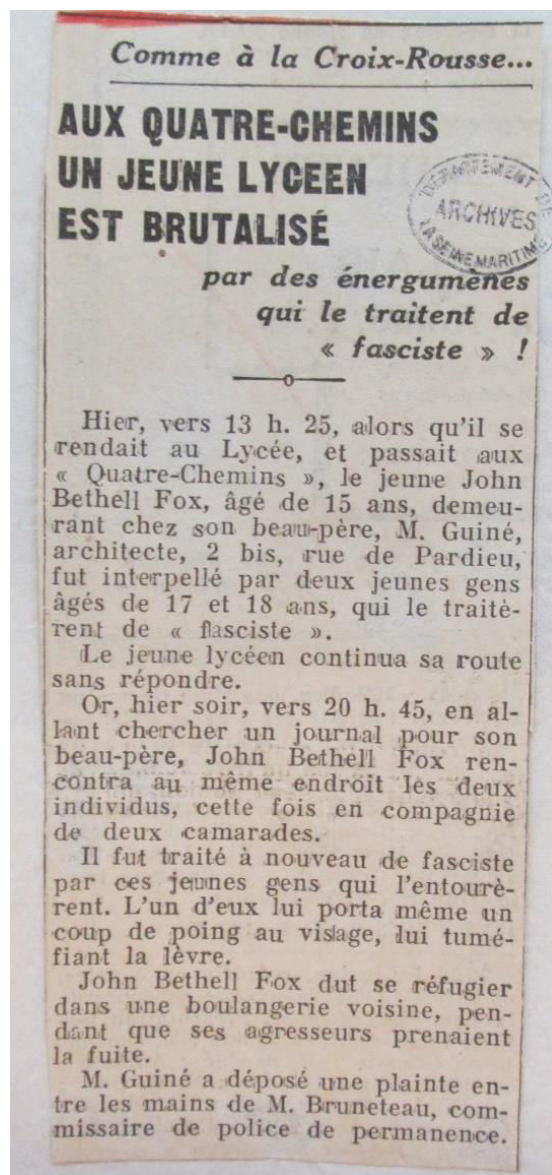 Comme à la Croix-Rousse...
AUX QUATRE-CHEMINS
UN JEUNE LYCEEN
EST BRUTALISÉ
DÉPARTEMENT DE
ARCHIVES
LA SEINE MARITIME
par des énergumènes
qui le traitent de
« fasciste » !
Hier, vers 13 h. 25, alors qu'il se
rendait au Lycée, et passait aux
« Quatre-Chemins », le jeune John
Bethell Fox, âgé de 15 ans, demeu-
rant chez son beau-père, M. Guiné,
architecte, 2 bis, rue de Pardieu,
fut interpellé par deux jeunes gens
âgés de 17 et 18 ans, qui le traitè-
rent de « fasciste ».
Le jeune lycéen continua sa route
sans répondre.
Or, hier soir, vers 20 h. 45, en al-
lant chercher un journal pour son
beau-père, John Bethell Fox ren-
contra au même endroit les deux
individus, cette fois en compagnie
de deux camarades.
Il fut traité à nouveau de fasciste
par ces jeunes gens qui l'entourè-
rent. L'un d'eux lui porta même un
coup de poing au visage, lui tumé-
fiant la lèvre.
John Bethell Fox dut se réfugier
dans une boulangerie voisine, pen-
dant que ses agresseurs prenaient
la fuite.
M. Guiné a déposé une plainte en-
tre les mains de M. Bruneteau, com-
missaire de police de permanence.